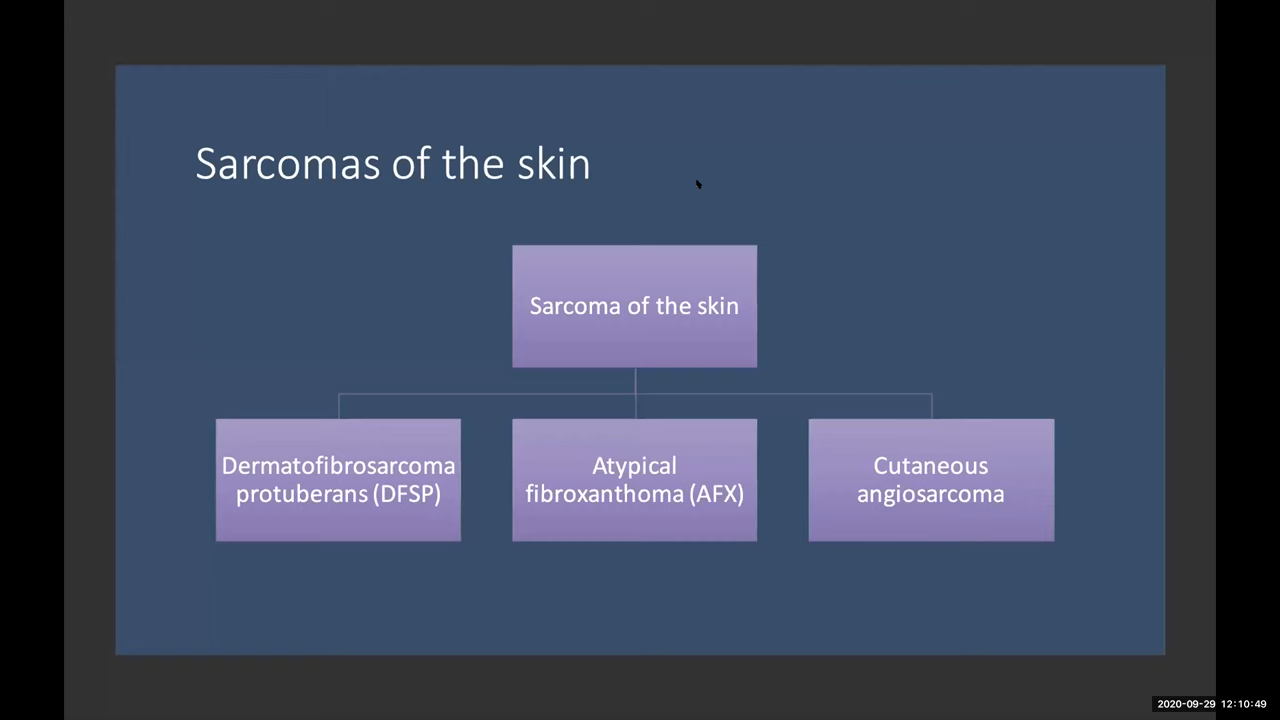 Sarcomas of the skin
Sarcoma of the skin
Dermatofibrosarcoma
protuberans (DFSP)
Atypical
fibroxanthoma (AFX)
Cutaneous
angiosarcoma
2020-09-29 12:10:49